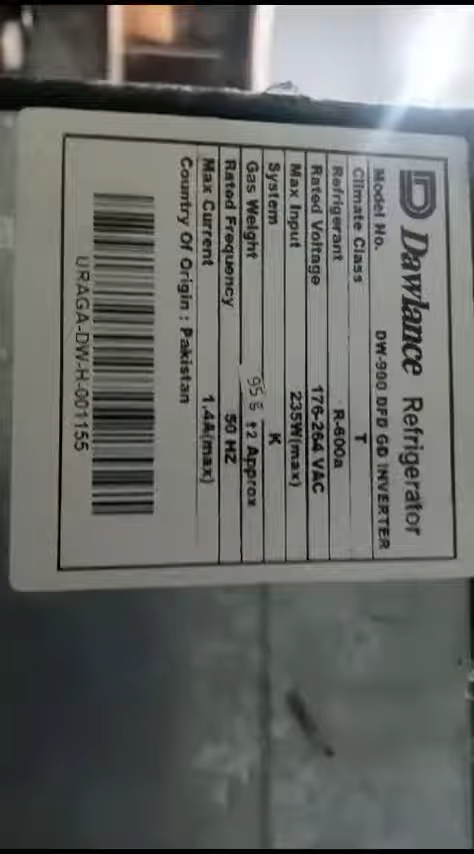 Dawlance Refrigerator
Model No. DW-900 DFD GD INVERTER
Climate Class T
Refrigerant R-600a
Rated Voltage 176-264 VAC
Max Input 235W(max)
System K
Gas Weight 95 g ±2 Approx
Rated Frequency 50 HZ
Max Current 1.4A(max)
Country Of Origin : Pakistan
URAGA-DW-H-001155